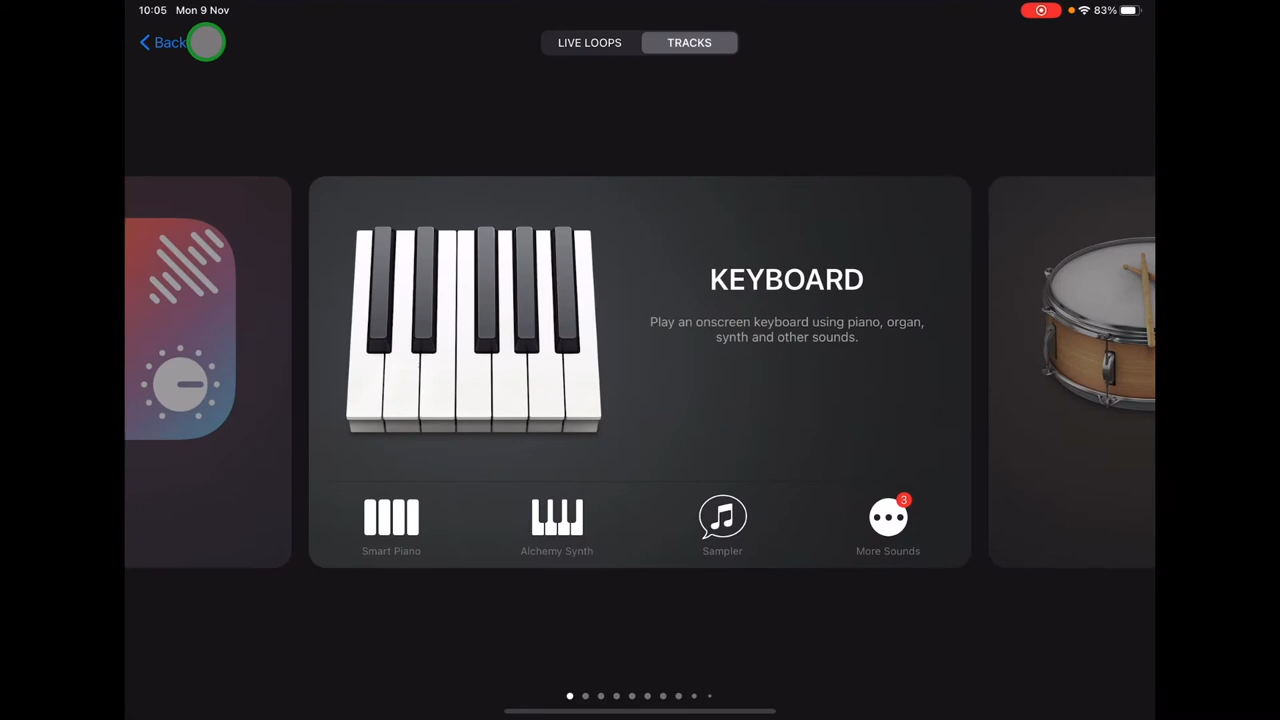 10:05 Mon 9 Nov
83%
Back
LIVE LOOPS
TRACKS
KEYBOARD
Play an onscreen keyboard using piano, organ,
synth and other sounds.
3
Smart Piano
Alchemy Synth
Sampler
More Sounds